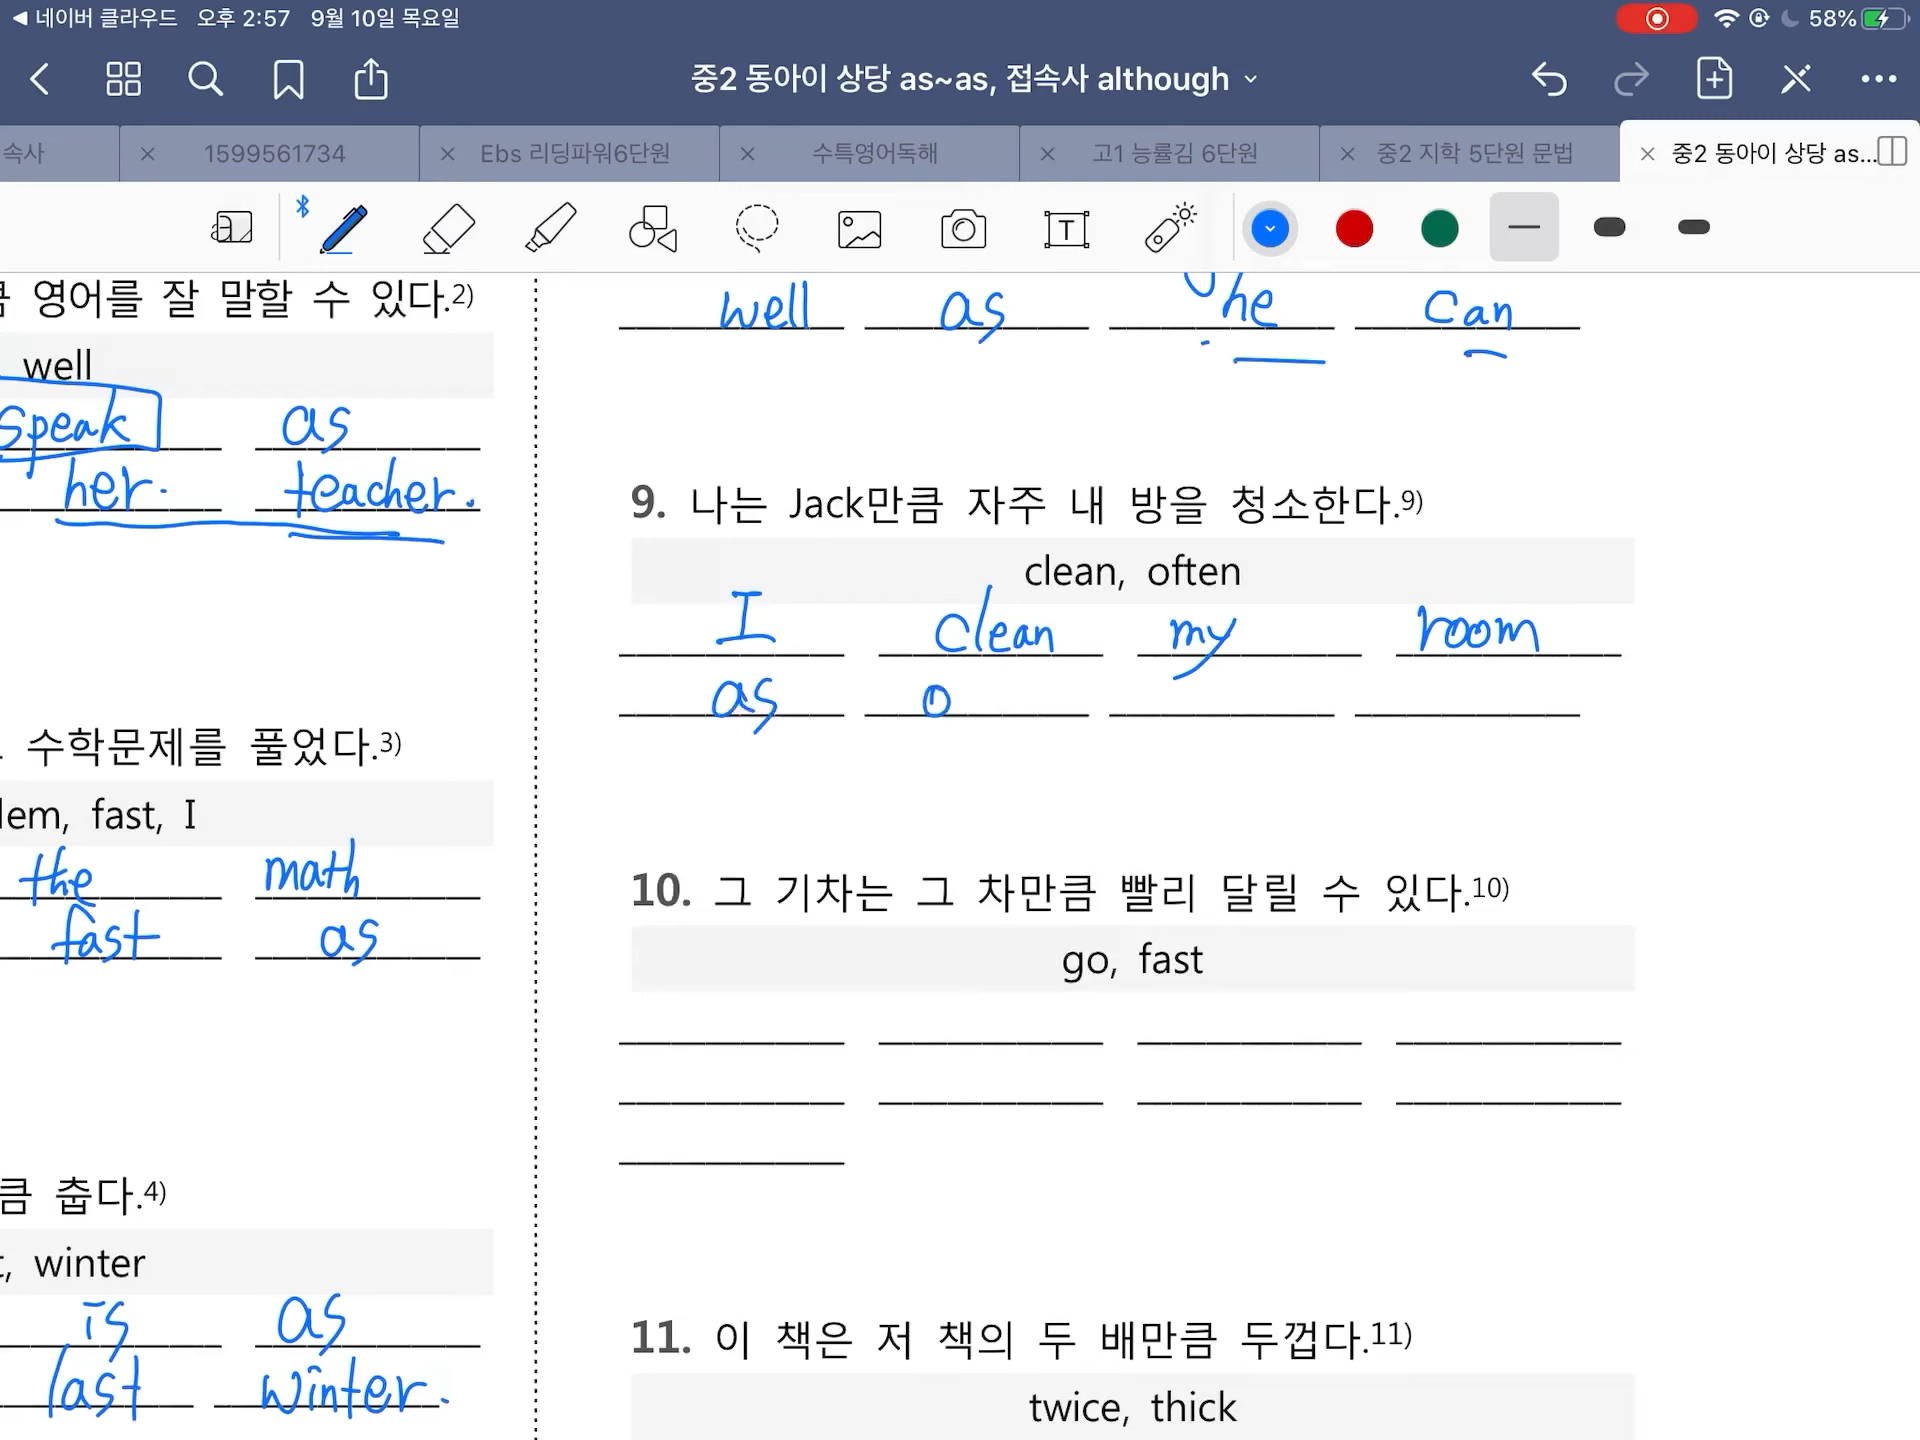 네이버 클라우드 오후 2:57 9월 10일 목요일 58%
중2 동아이 상당 as~as, 접속사 although
속사 1599561734 Ebs 리딩파워6단원 수특영어독해 고1 능률김 6단원 중2 지학 5단원 문법 중2 동아이 상당 as...
큼 영어를 잘 말할 수 있다.2)
well
speak as
her. teacher.
수학문제를 풀었다.3)
lem, fast, I
the math
fast as
큼 춥다.4)
t, winter
is as
last winter.
well as he can
9. 나는 Jack만큼 자주 내 방을 청소한다.9)
clean, often
I clean my room
as o
10. 그 기차는 그 차만큼 빨리 달릴 수 있다.10)
go, fast
11. 이 책은 저 책의 두 배만큼 두껍다.11)
twice, thick